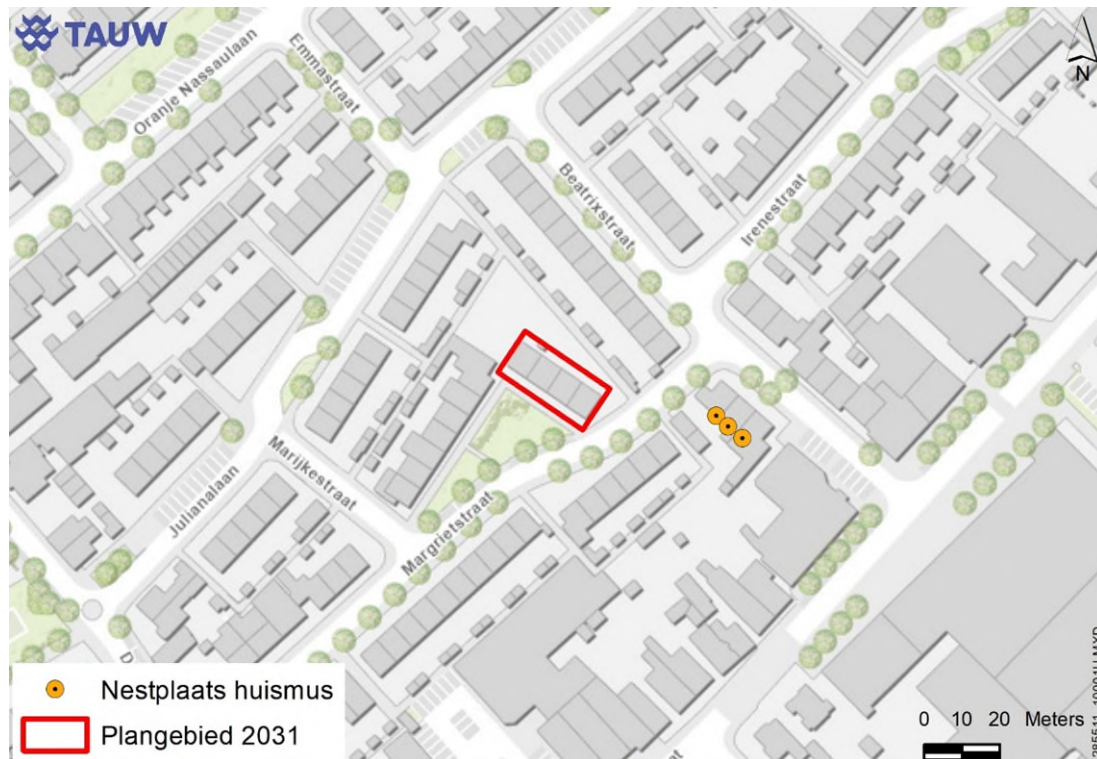 TAUW
Oranje Nassaulaan
Emmastraat
N
Beatrixstraat
Irenestraat
Julianalaan
Marijkestraat
Margrietstraat
D
Nestplaats huismus
Plangebied 2031
0 10 20 Meters